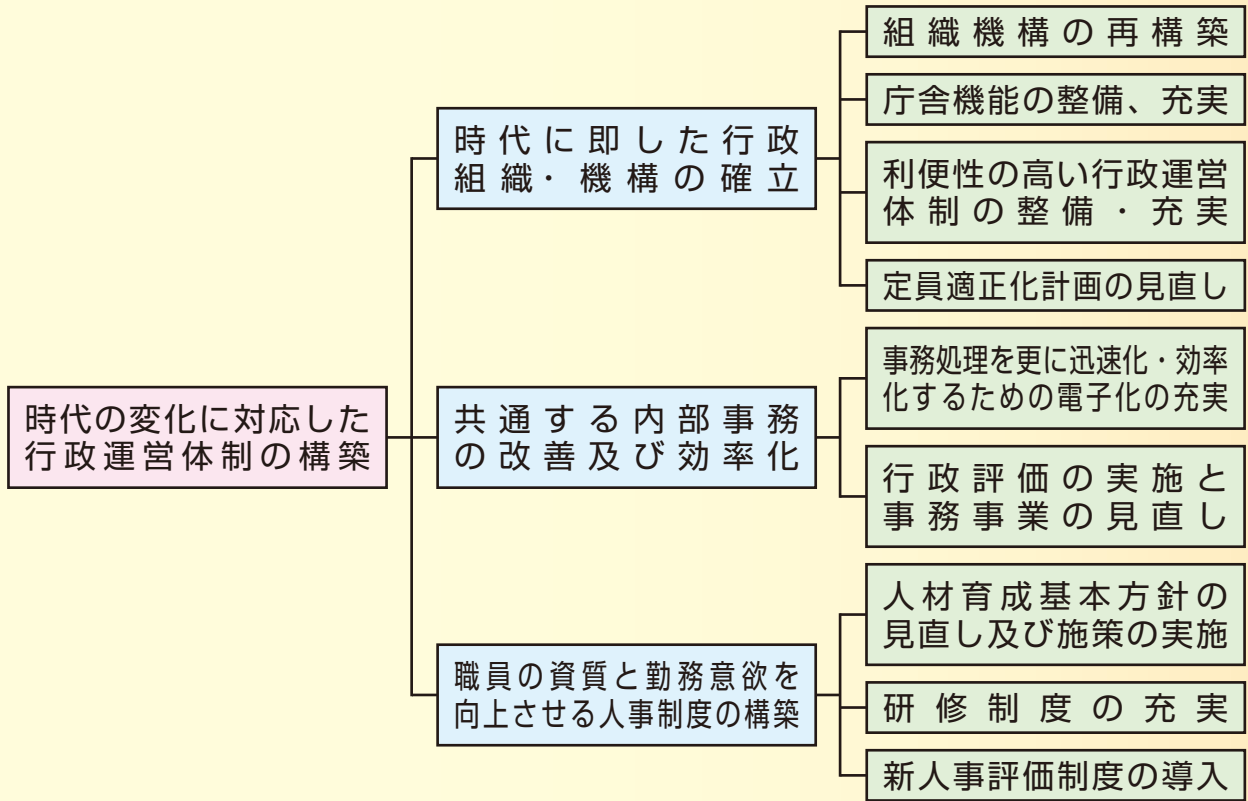 時代の変化に対応した
行政運営体制の構築
時代に即した行政
組織・機構の確立
組織機構の再構築
庁舎機能の整備、充実
利便性の高い行政運営
体制の整備・充実
定員適正化計画の見直し
共通する内部事務
の改善及び効率化
事務処理を更に迅速化・効率
化するための電子化の充実
行政評価の実施と
事務事業の見直し
職員の資質と勤務意欲を
向上させる人事制度の構築
人材育成基本方針の
見直し及び施策の実施
研修制度の充実
新人事評価制度の導入